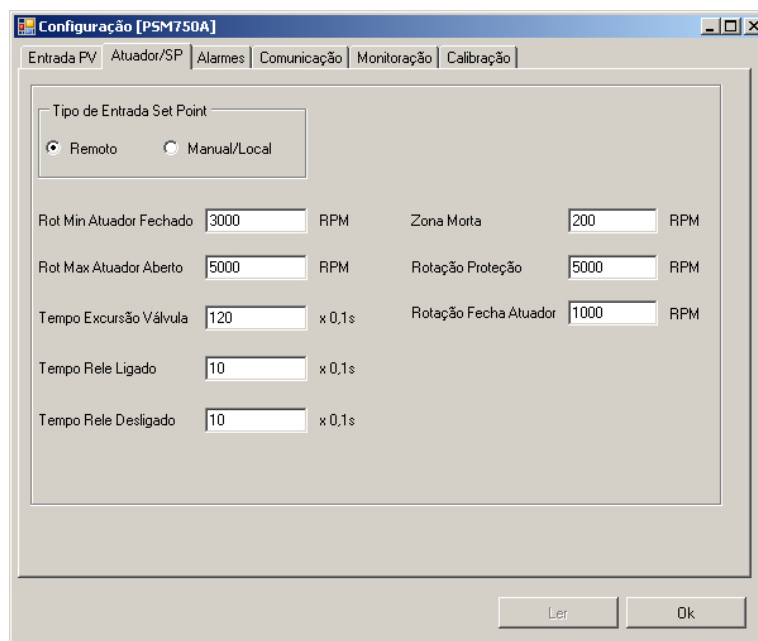 Configuração [PSM750A]
Entrada PV Atuador/SP Alarmes Comunicação Monitoração Calibração
Tipo de Entrada Set Point
Remoto Manual/Local
Rot Min Atuador Fechado 3000 RPM Zona Morta 200 RPM
Rot Max Atuador Aberto 5000 RPM Rotação Proteção 5000 RPM
Tempo Excursão Válvula 120 x 0,1s Rotação Fecha Atuador 1000 RPM
Tempo Rele Ligado 10 x 0,1s
Tempo Rele Desligado 10 x 0,1s
Ler Ok